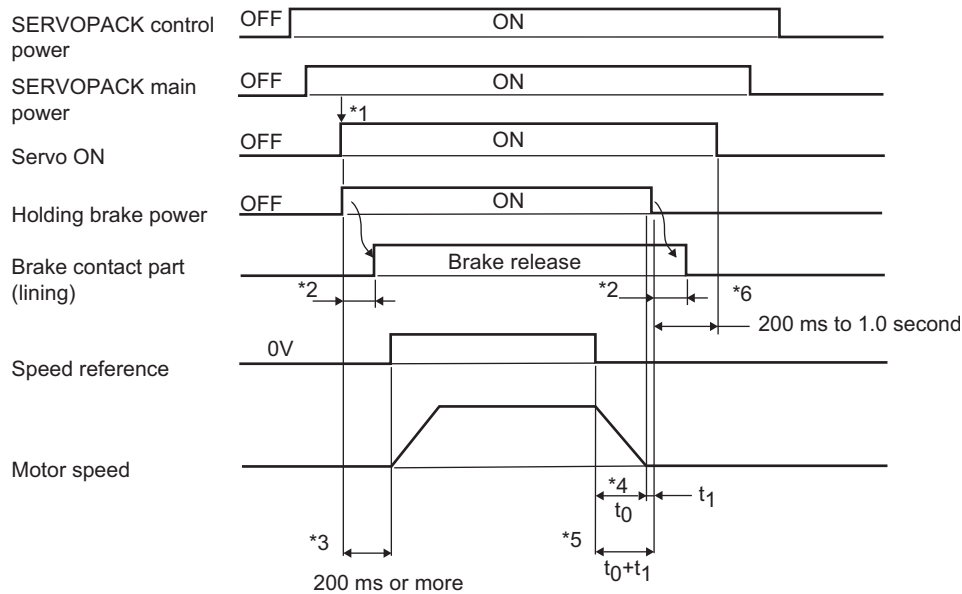 SERVOPACK control
power
OFF
ON
SERVOPACK main
power
OFF
ON
*1
Servo ON
OFF
ON
Holding brake power
OFF
ON
Brake contact part
(lining)
Brake release
*2
*2
*6
200 ms to 1.0 second
0V
Speed reference
Motor speed
*4
t0
t1
*3
*5
t0+t1
200 ms or more